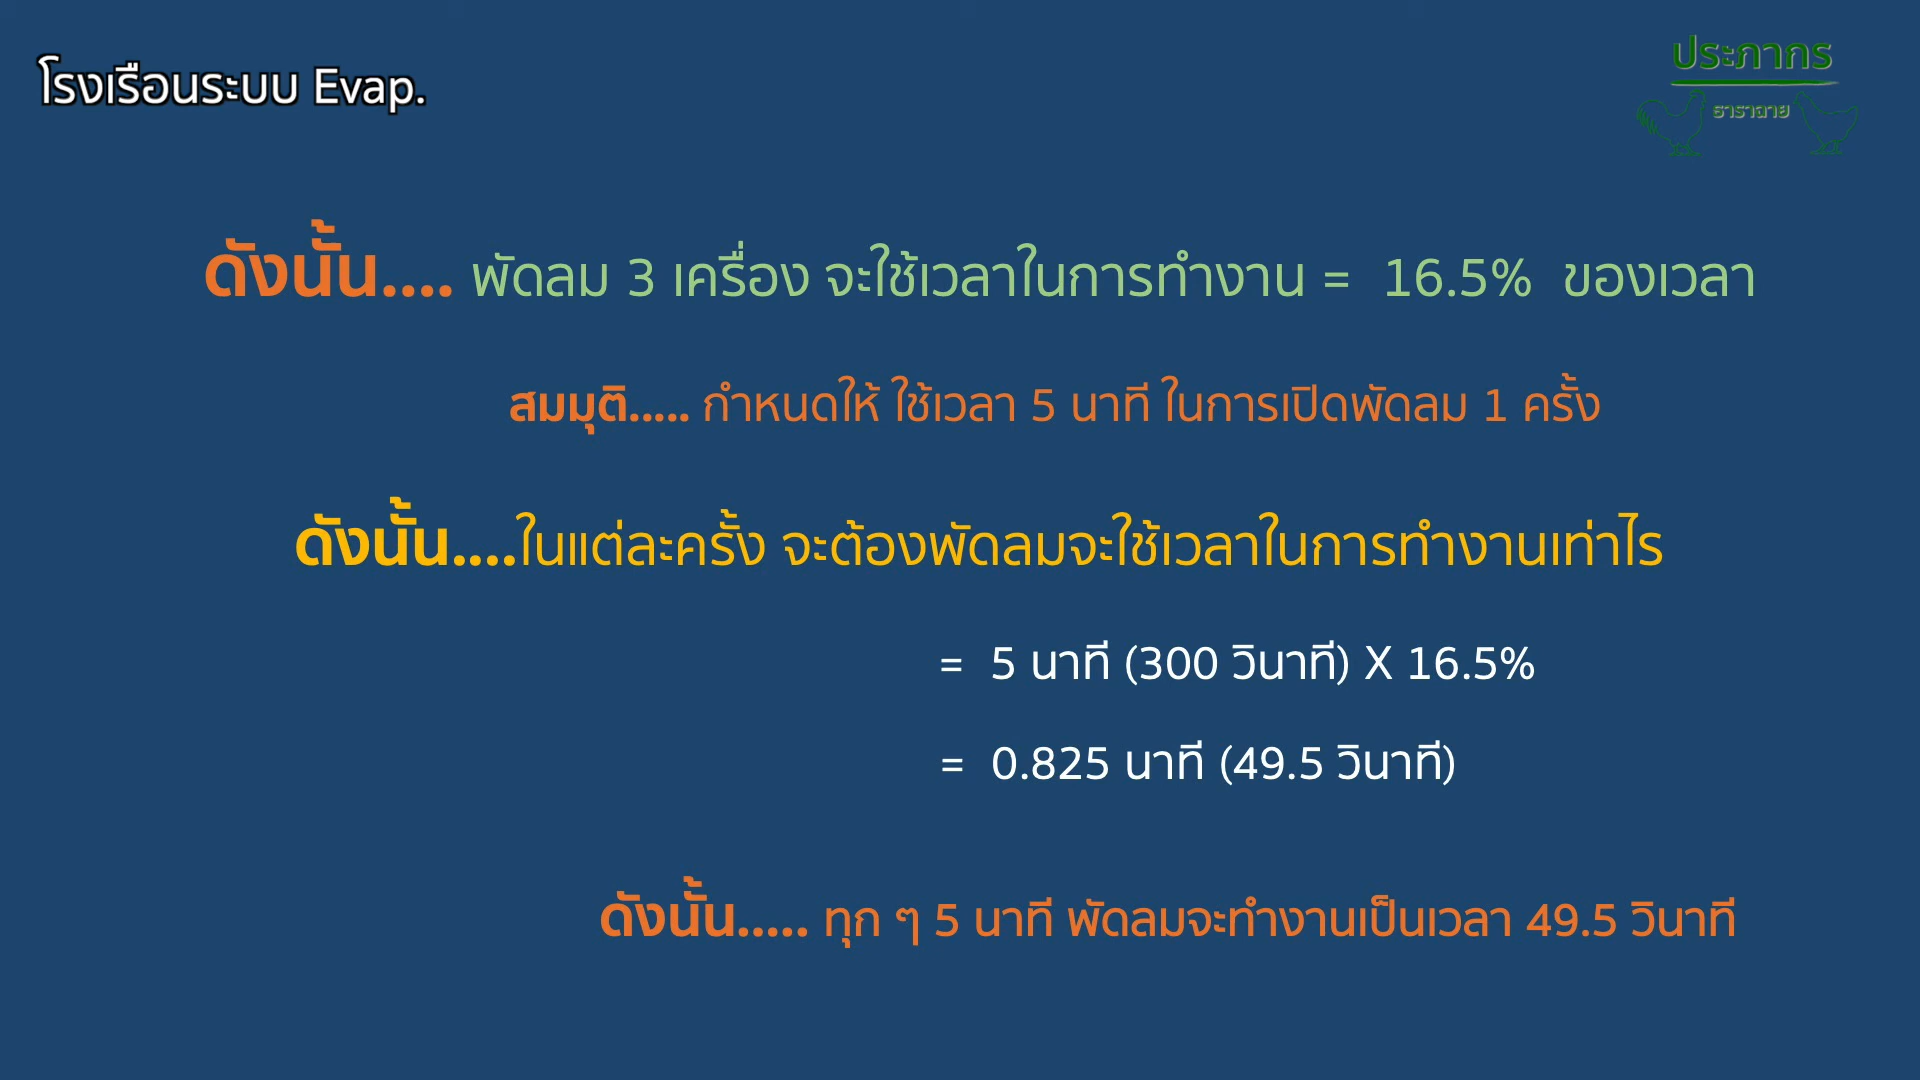 โรงเรือนระบบ Evap.
ประภากร
ธาราฉาย
ดังนั้น.... พัดลม 3 เครื่อง จะใช้เวลาในการทำงาน = 16.5% ของเวลา
สมมุติ..... กำหนดให้ ใช้เวลา 5 นาที ในการเปิดพัดลม 1 ครั้ง
ดังนั้น....ในแต่ละครั้ง จะต้องพัดลมจะใช้เวลาในการทำงานเท่าไร
= 5 นาที (300 วินาที) X 16.5%
= 0.825 นาที (49.5 วินาที)
ดังนั้น..... ทุก ๆ 5 นาที พัดลมจะทำงานเป็นเวลา 49.5 วินาที